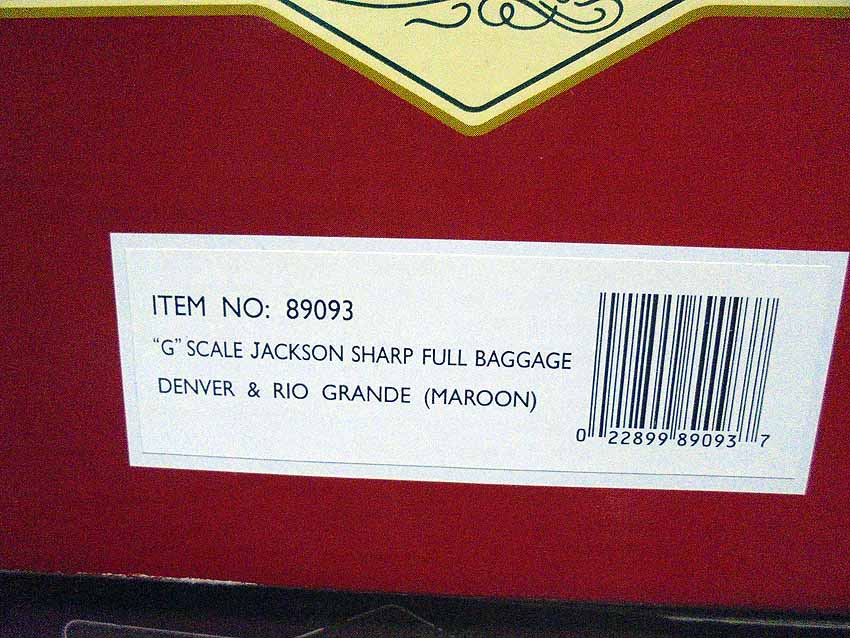 ITEM NO: 89093
“G” SCALE JACKSON SHARP FULL BAGGAGE
DENVER & RIO GRANDE (MAROON)
0 22899 89093 7